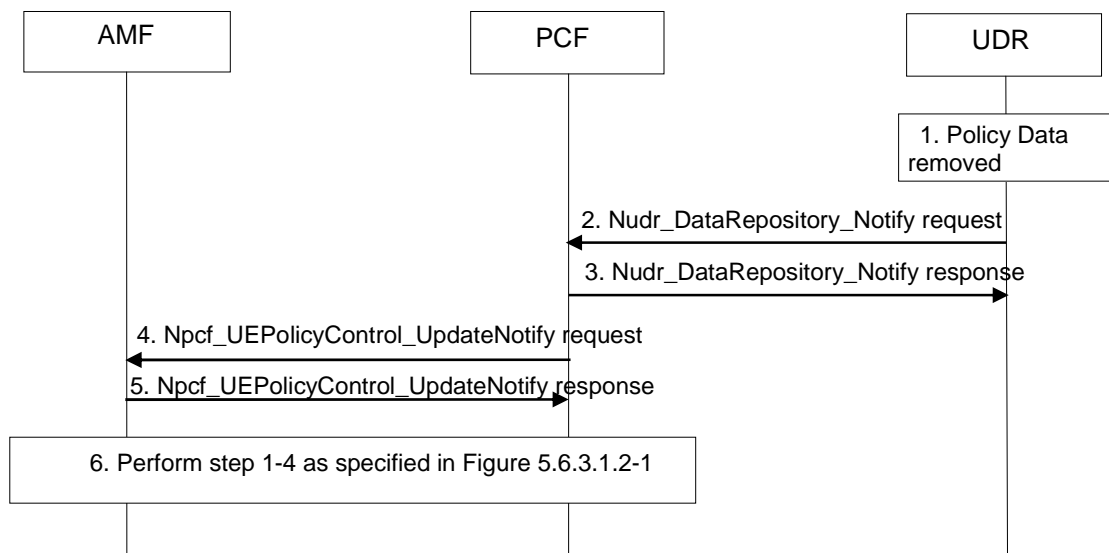 AMF
PCF
UDR
1. Policy Data
removed
2. Nudr_DataRepository_Notify request
3. Nudr_DataRepository_Notify response
4. Npcf_UEPolicyControl_UpdateNotify request
5. Npcf_UEPolicyControl_UpdateNotify response
6. Perform step 1-4 as specified in Figure 5.6.3.1.2-1